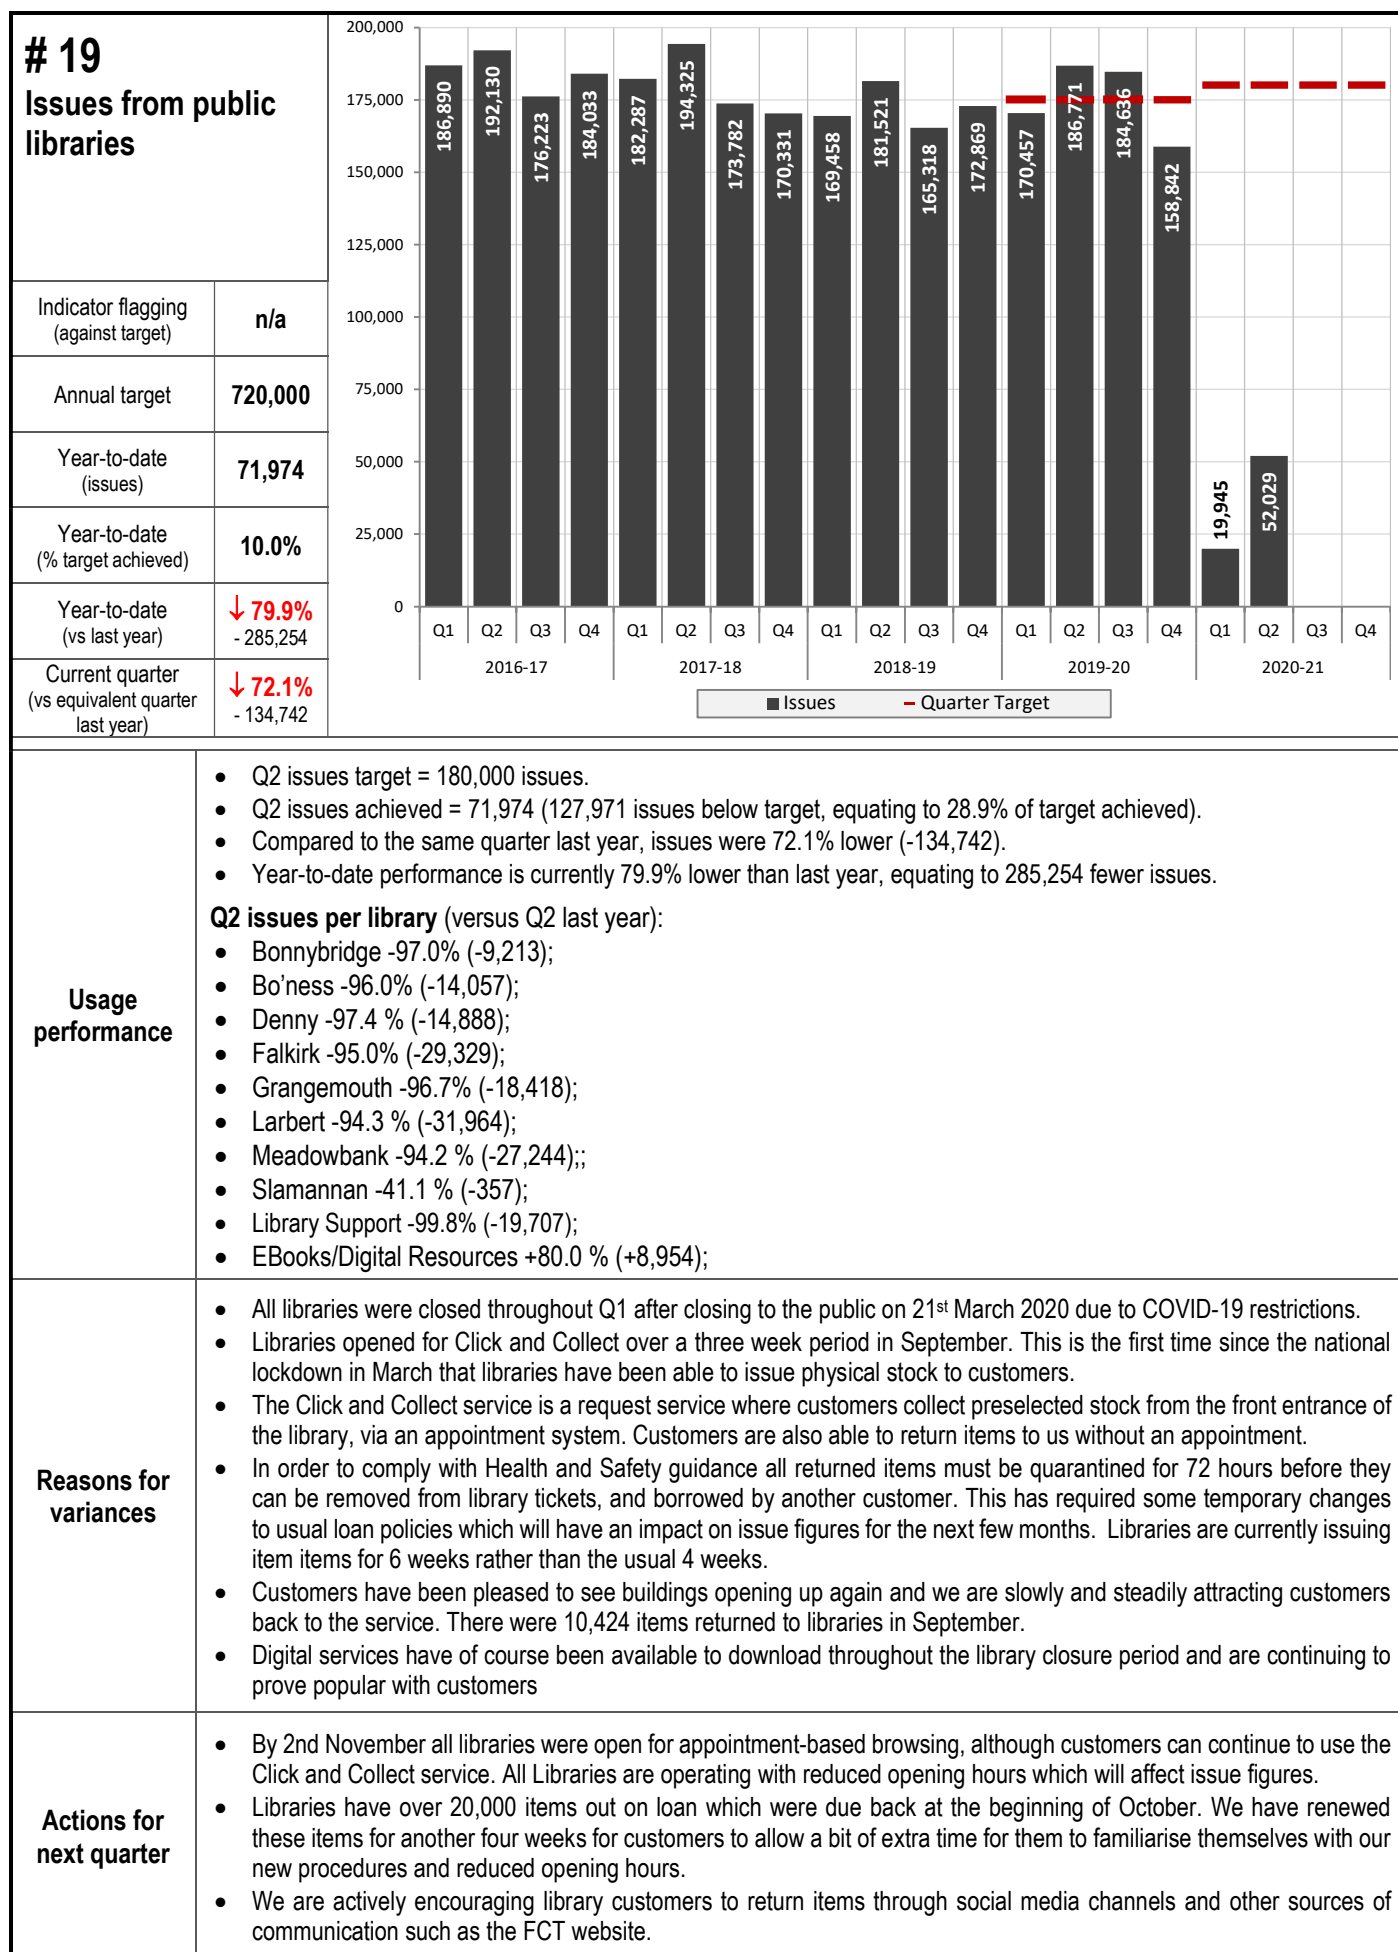 # 19
Issues from public
libraries
Indicator flagging
(against target)
n/a
Annual target
720,000
Year-to-date
(issues)
71,974
Year-to-date
(% target achieved)
10.0%
Year-to-date
(vs last year)
↓ 79.9%
- 285,254
Current quarter
(vs equivalent quarter
last year)
↓ 72.1%
- 134,742
200,000
175,000
150,000
125,000
100,000
75,000
50,000
25,000
0
186,890
192,130
176,223
184,033
182,287
194,325
173,782
170,331
169,458
181,521
165,318
172,869
170,457
186,771
184,636
158,842
19,945
52,029
Q1 Q2 Q3 Q4 Q1 Q2 Q3 Q4 Q1 Q2 Q3 Q4 Q1 Q2 Q3 Q4 Q1 Q2 Q3 Q4
2016-17 2017-18 2018-19 2019-20 2020-21
Issues Quarter Target
Usage
performance
• Q2 issues target = 180,000 issues.
• Q2 issues achieved = 71,974 (127,971 issues below target, equating to 28.9% of target achieved).
• Compared to the same quarter last year, issues were 72.1% lower (-134,742).
• Year-to-date performance is currently 79.9% lower than last year, equating to 285,254 fewer issues.
Q2 issues per library (versus Q2 last year):
• Bonnybridge -97.0% (-9,213);
• Bo’ness -96.0% (-14,057);
• Denny -97.4 % (-14,888);
• Falkirk -95.0% (-29,329);
• Grangemouth -96.7% (-18,418);
• Larbert -94.3 % (-31,964);
• Meadowbank -94.2 % (-27,244);;
• Slamannan -41.1 % (-357);
• Library Support -99.8% (-19,707);
• EBooks/Digital Resources +80.0 % (+8,954);
Reasons for
variances
• All libraries were closed throughout Q1 after closing to the public on 21st March 2020 due to COVID-19 restrictions.
• Libraries opened for Click and Collect over a three week period in September. This is the first time since the national
lockdown in March that libraries have been able to issue physical stock to customers.
• The Click and Collect service is a request service where customers collect preselected stock from the front entrance of
the library, via an appointment system. Customers are also able to return items to us without an appointment.
• In order to comply with Health and Safety guidance all returned items must be quarantined for 72 hours before they
can be removed from library tickets, and borrowed by another customer. This has required some temporary changes
to usual loan policies which will have an impact on issue figures for the next few months. Libraries are currently issuing
item items for 6 weeks rather than the usual 4 weeks.
• Customers have been pleased to see buildings opening up again and we are slowly and steadily attracting customers
back to the service. There were 10,424 items returned to libraries in September.
• Digital services have of course been available to download throughout the library closure period and are continuing to
prove popular with customers
Actions for
next quarter
• By 2nd November all libraries were open for appointment-based browsing, although customers can continue to use the
Click and Collect service. All Libraries are operating with reduced opening hours which will affect issue figures.
• Libraries have over 20,000 items out on loan which were due back at the beginning of October. We have renewed
these items for another four weeks for customers to allow a bit of extra time for them to familiarise themselves with our
new procedures and reduced opening hours.
• We are actively encouraging library customers to return items through social media channels and other sources of
communication such as the FCT website.